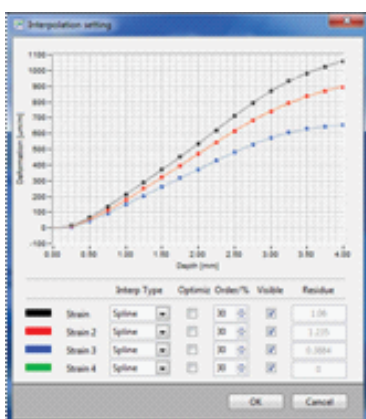 Interpolation setting
1100
1000
900
800
700
600
500
400
300
200
100
0
-100
Deformation [µm/m]
0.00 0.50 1.00 1.50 2.00 2.50 3.00 3.50 4.00
Depth [mm]
Interp Type Optimic Order/% Visible Residue
Strain Spline 30 1.06
Strain 2 Spline 30 1.235
Strain 3 Spline 30 0.3884
Strain 4 Spline 30 0
OK Cancel